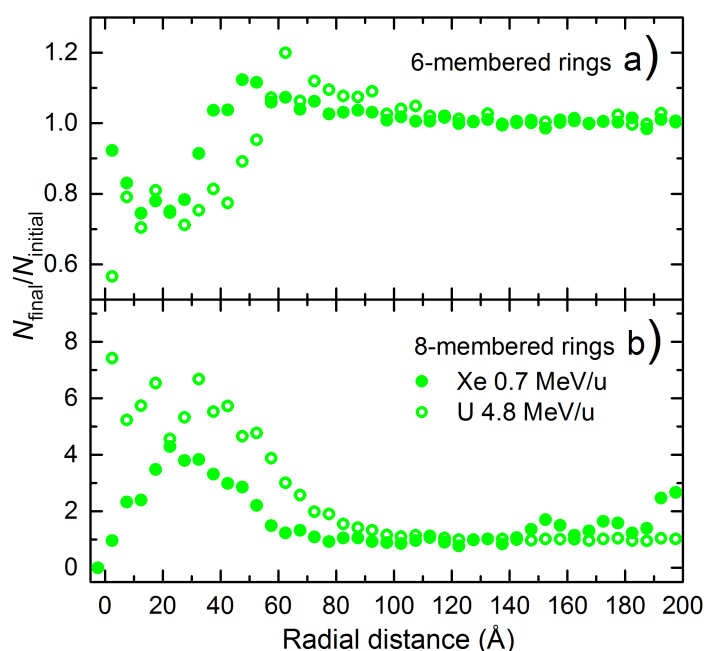 6-membered rings a)
1.2
1.0
0.8
0.6
N_final/N_initial
8-membered rings b)
Xe 0.7 MeV/u
U 4.8 MeV/u
8
6
4
2
0
0 20 40 60 80 100 120 140 160 180 200
Radial distance (Å)